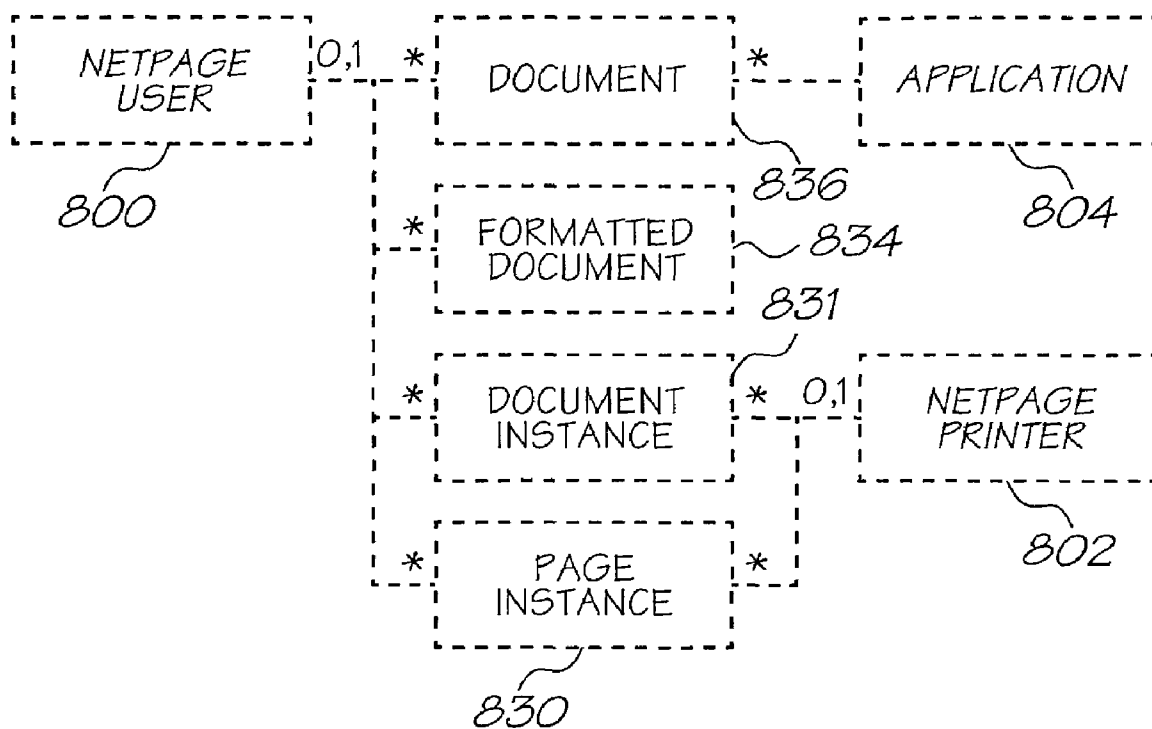 NETPAGE
USER
0,1
*
DOCUMENT
*
APPLICATION
800
836
804
*
FORMATTED
DOCUMENT
834
831
*
DOCUMENT
INSTANCE
*
0,1
NETPAGE
PRINTER
802
*
PAGE
INSTANCE
*
830